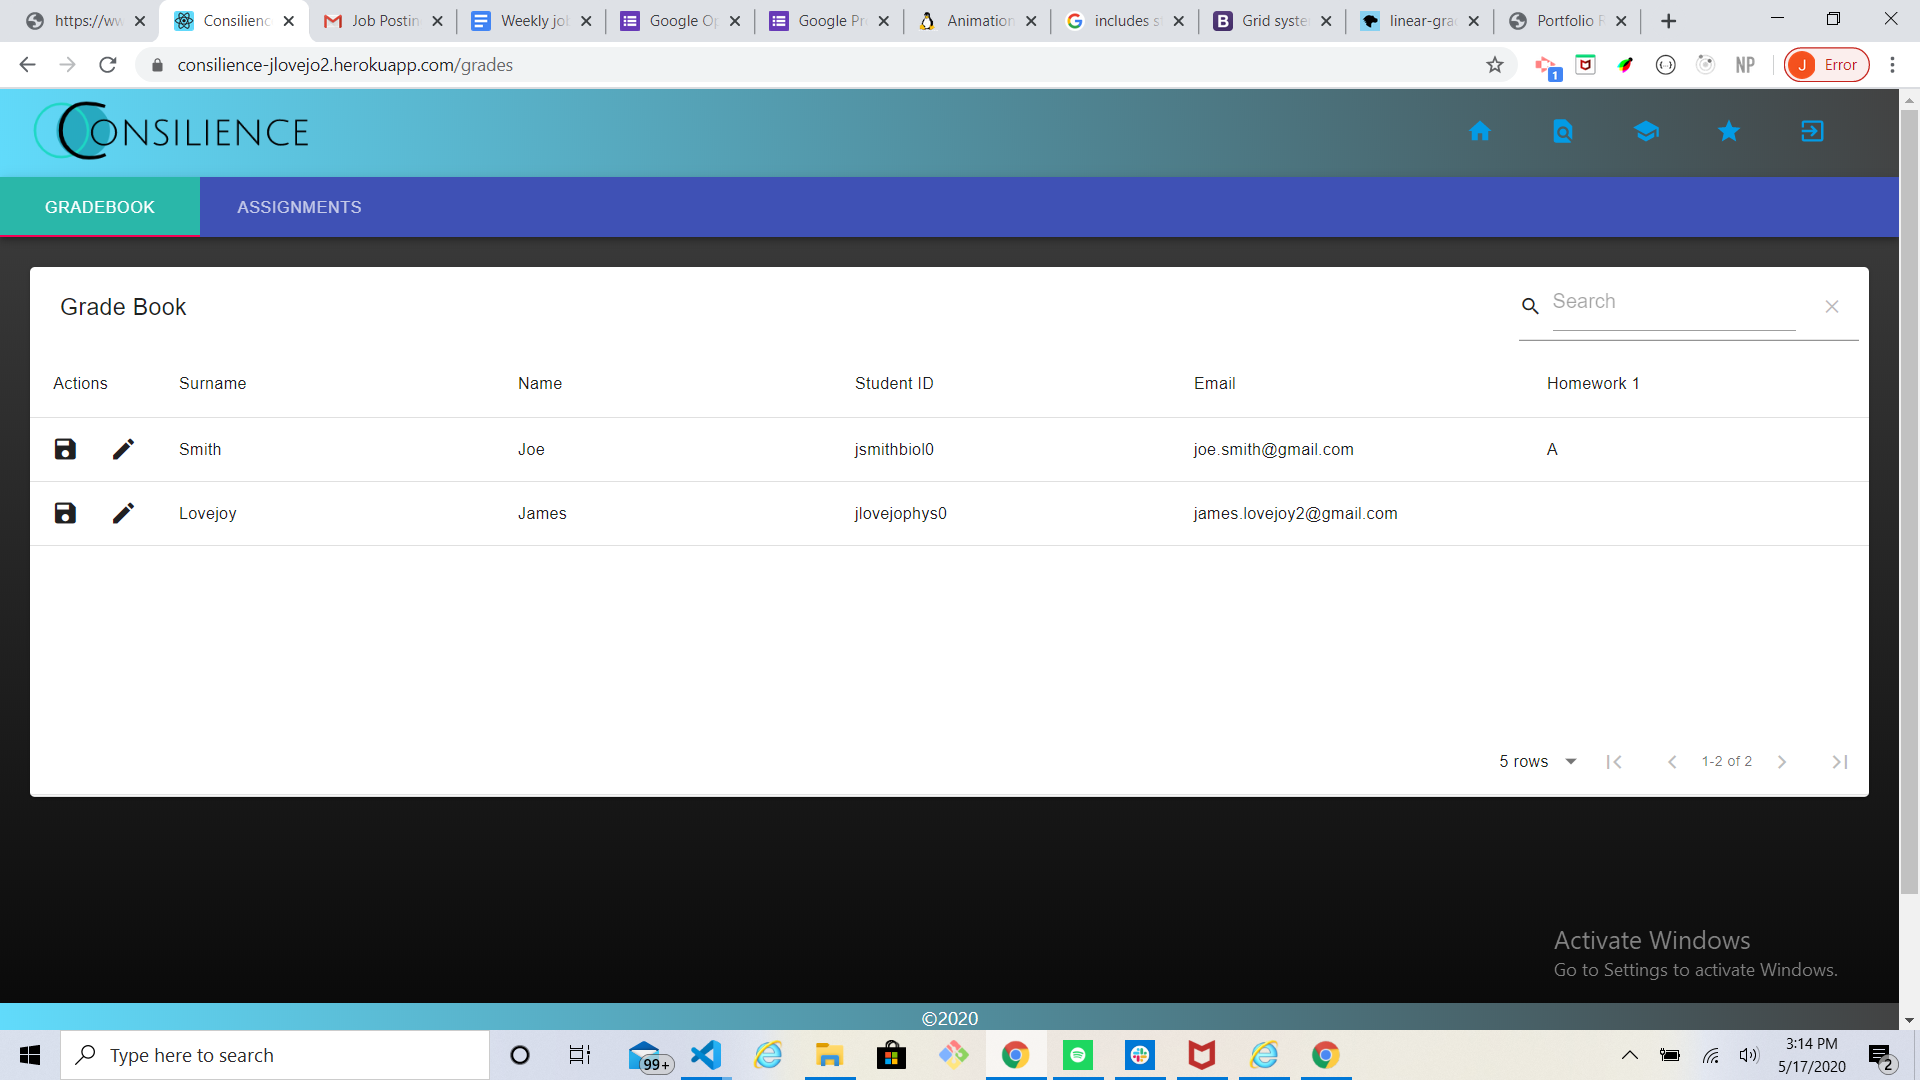 https://ww
Consilienc
Job Postin
Weekly jo
Google Op
Google Pr
Animation
includes s
Grid syste
linear-gra
Portfolio R
consilience-jlovejo2.herokuapp.com/grades
1
NP
J
Error
CONSILIENCE
GRADEBOOK
ASSIGNMENTS
Grade Book
Search
Actions Surname Name Student ID Email Homework 1
Smith Joe jsmithbiol0 joe.smith@gmail.com A
Lovejoy James jlovejophys0 james.lovejoy2@gmail.com
5 rows 1-2 of 2
Activate Windows
Go to Settings to activate Windows.
©2020
Type here to search
99+
3:14 PM
5/17/2020
2